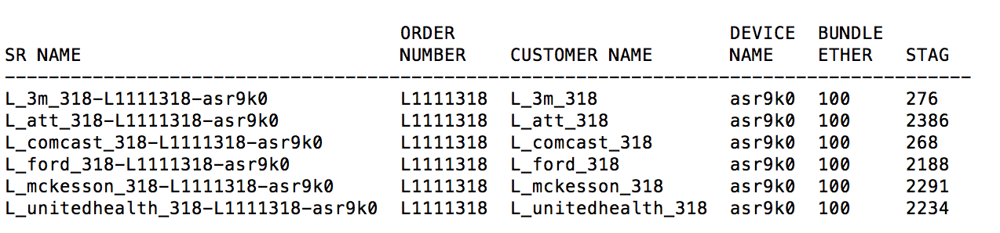 ORDER                         DEVICE  BUNDLE
SR NAME                             NUMBER    CUSTOMER NAME       NAME    ETHER   STAG
----------------------------------------------------------------------------------------
L_3m_318-L1111318-asr9k0            L1111318  L_3m_318            asr9k0  100     276
L_att_318-L1111318-asr9k0           L1111318  L_att_318           asr9k0  100     2386
L_comcast_318-L1111318-asr9k0       L1111318  L_comcast_318       asr9k0  100     268
L_ford_318-L1111318-asr9k0          L1111318  L_ford_318          asr9k0  100     2188
L_mckesson_318-L1111318-asr9k0      L1111318  L_mckesson_318      asr9k0  100     2291
L_unitedhealth_318-L1111318-asr9k0  L1111318  L_unitedhealth_318  asr9k0  100     2234